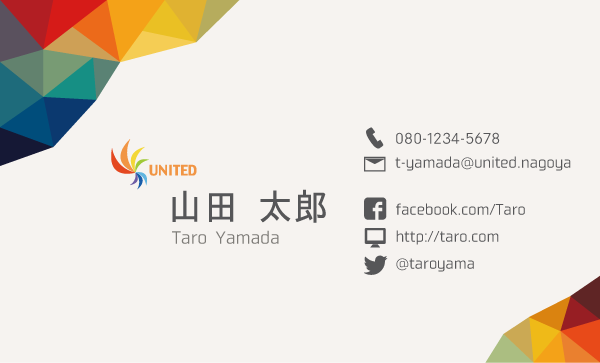 UNITED
山田 太郎
Taro Yamada
080-1234-5678
t-yamada@united.nagoya
facebook.com/Taro
http://taro.com
@taroyama